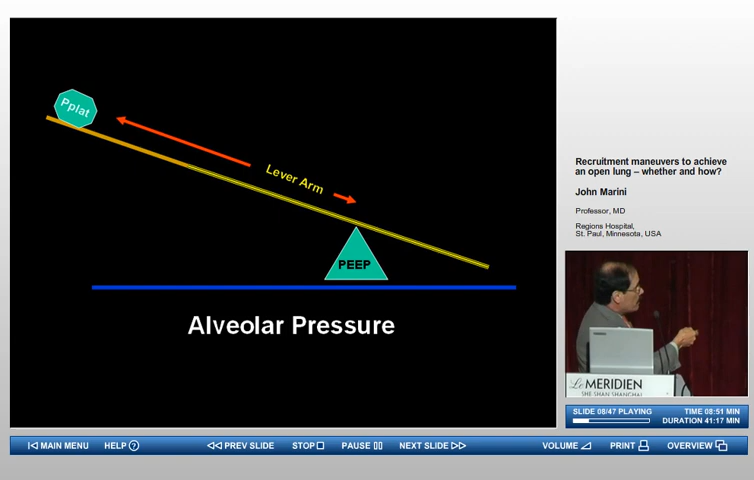 Pplat
Lever Arm
PEEP
Alveolar Pressure
Recruitment maneuvers to achieve
an open lung – whether and how?
John Marini
Professor, MD
Regions Hospital,
St. Paul, Minnesota, USA
Le MERIDIEN
SHE SHAN SHANGHAI
SLIDE 08/47 PLAYING TIME 08:51 MIN
DURATION 41:17 MIN
MAIN MENU HELP ? PREV SLIDE STOP PAUSE NEXT SLIDE VOLUME PRINT OVERVIEW